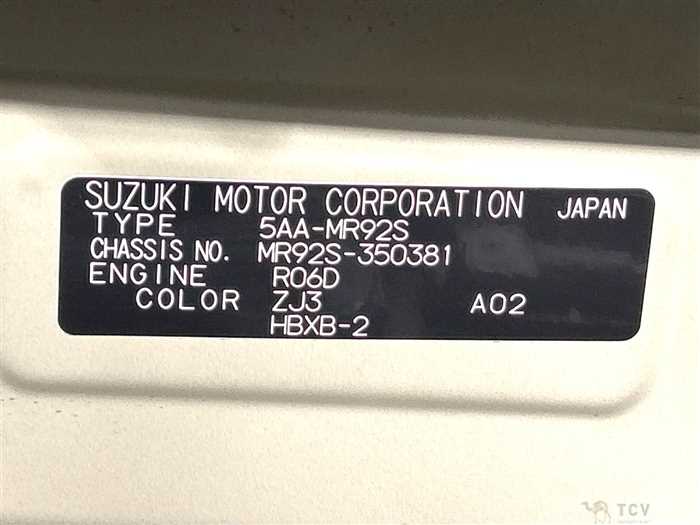 SUZUKI MOTOR CORPORATION JAPAN
TYPE 5AA-MR92S
CHASSIS NO. MR92S-350381
ENGINE R06D
COLOR ZJ3 A02
HBXB-2
TCV